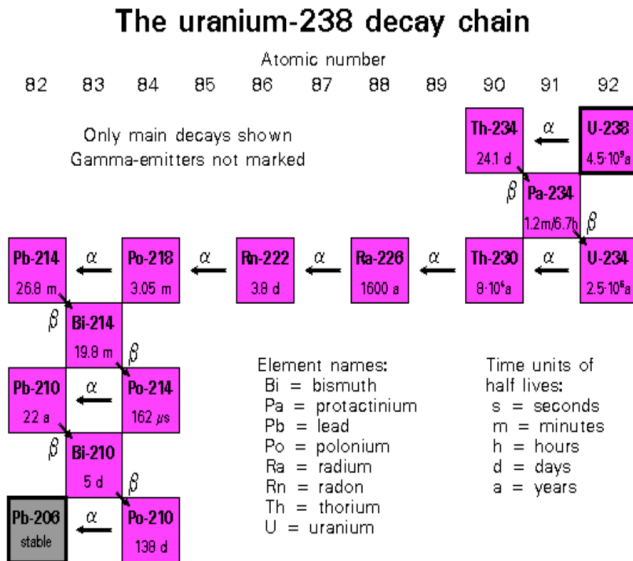 The uranium-238 decay chain
Atomic number
82 83 84 85 86 87 88 89 90 91 92
Only main decays shown
Gamma-emitters not marked
Th-234 α U-238
24.1 d 4.5·10⁹a
β Pa-234
1.2m/6.7h β
Pb-214 α Po-218 α Rn-222 α Ra-226 α Th-230 α U-234
26.8 m 3.05 m 3.8 d 1600 a 8·10⁴a 2.5·10⁵a
β Bi-214
19.8 m β
Pb-210 α Po-214
22 a 162 µs
β Bi-210
5 d β
Pb-206 α Po-210
stable 138 d
Element names:
Bi = bismuth
Pa = protactinium
Pb = lead
Po = polonium
Ra = radium
Rn = radon
Th = thorium
U = uranium
Time units of
half lives:
s = seconds
m = minutes
h = hours
d = days
a = years